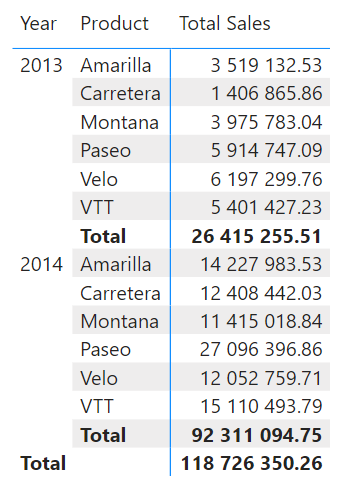 Year Product Total Sales
2013 Amarilla 3 519 132.53
Carretera 1 406 865.86
Montana 3 975 783.04
Paseo 5 914 747.09
Velo 6 197 299.76
VTT 5 401 427.23
Total 26 415 255.51
2014 Amarilla 14 227 983.53
Carretera 12 408 442.03
Montana 11 415 018.84
Paseo 27 096 396.86
Velo 12 052 759.71
VTT 15 110 493.79
Total 92 311 094.75
Total 118 726 350.26